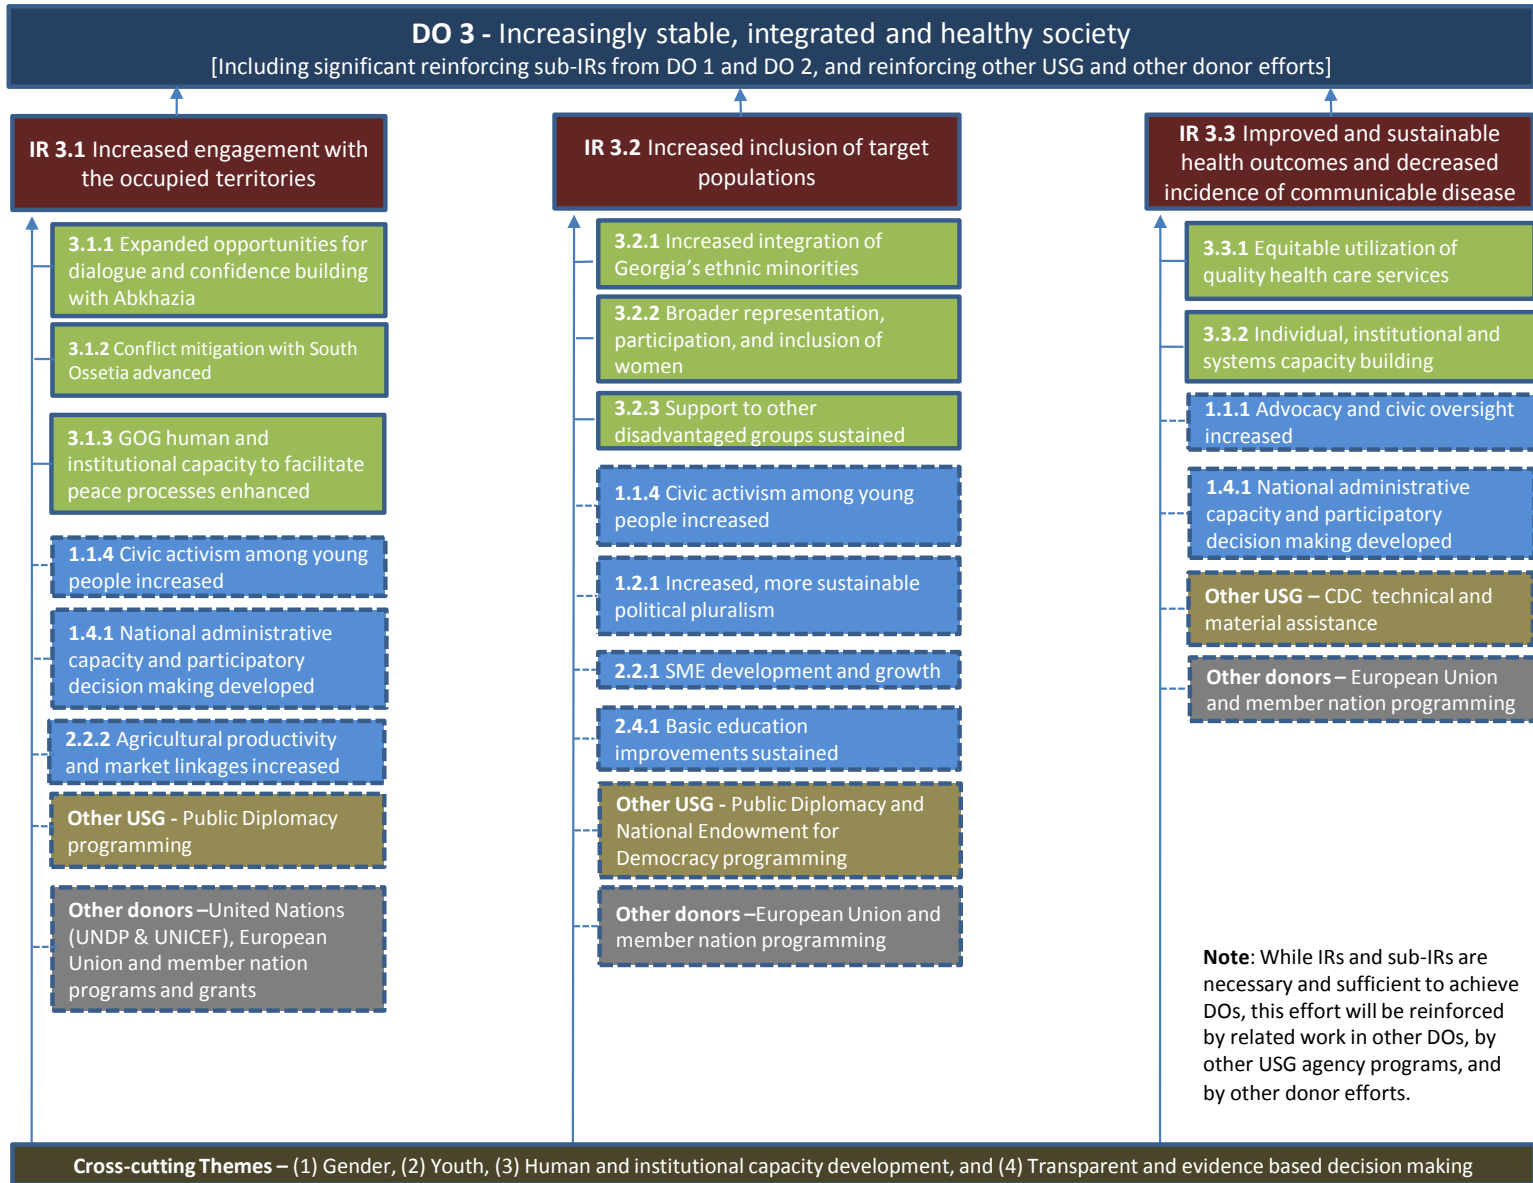 DO 3 - Increasingly stable, integrated and healthy society
[Including significant reinforcing sub-IRs from DO 1 and DO 2, and reinforcing other USG and other donor efforts]
IR 3.1 Increased engagement with
the occupied territories
3.1.1 Expanded opportunities for
dialogue and confidence building
with Abkhazia
3.1.2 Conflict mitigation with South
Ossetia advanced
3.1.3 GOG human and
institutional capacity to facilitate
peace processes enhanced
1.1.4 Civic activism among young
people increased
1.4.1 National administrative
capacity and participatory
decision making developed
2.2.2 Agricultural productivity
and market linkages increased
Other USG - Public Diplomacy
programming
Other donors –United Nations
(UNDP & UNICEF), European
Union and member nation
programs and grants
IR 3.2 Increased inclusion of target
populations
3.2.1 Increased integration of
Georgia’s ethnic minorities
3.2.2 Broader representation,
participation, and inclusion of
women
3.2.3 Support to other
disadvantaged groups sustained
1.1.4 Civic activism among young
people increased
1.2.1 Increased, more sustainable
political pluralism
2.2.1 SME development and growth
2.4.1 Basic education
improvements sustained
Other USG - Public Diplomacy and
National Endowment for
Democracy programming
Other donors –European Union and
member nation programming
IR 3.3 Improved and sustainable
health outcomes and decreased
incidence of communicable disease
3.3.1 Equitable utilization of
quality health care services
3.3.2 Individual, institutional and
systems capacity building
1.1.1 Advocacy and civic oversight
increased
1.4.1 National administrative
capacity and participatory
decision making developed
Other USG – CDC technical and
material assistance
Other donors – European Union
and member nation programming
Note: While IRs and sub-IRs are
necessary and sufficient to achieve
DOs, this effort will be reinforced
by related work in other DOs, by
other USG agency programs, and
by other donor efforts.
Cross-cutting Themes – (1) Gender, (2) Youth, (3) Human and institutional capacity development, and (4) Transparent and evidence based decision making